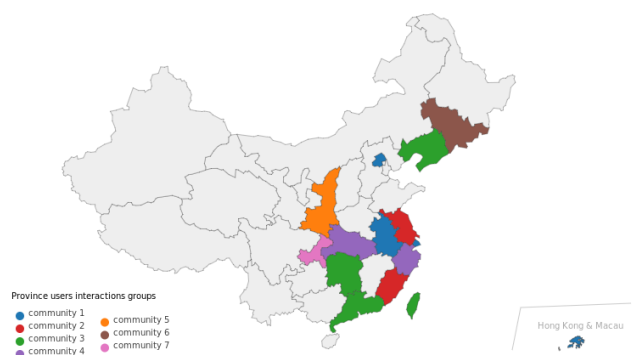 Hong Kong & Macau
Province users interactions groups
community 1
community 2
community 3
community 4
community 5
community 6
community 7